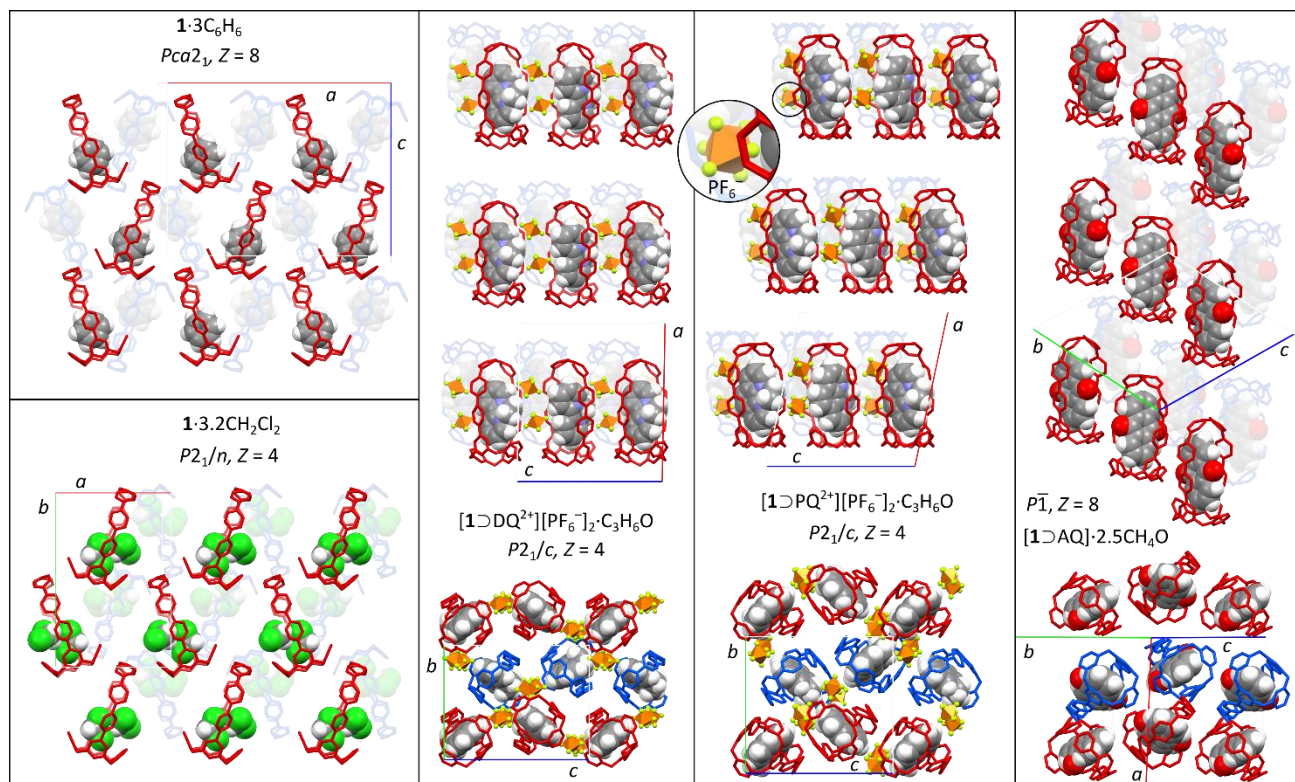 1·3C₆H₆
Pca2₁, Z = 8
a
c
1·3.2CH₂Cl₂
P2₁/n, Z = 4
a
b
a
c
[1⊃DQ²⁺][PF₆⁻]₂·C₃H₆O
P2₁/c, Z = 4
b
c
PF₆
a
c
[1⊃PQ²⁺][PF₆⁻]₂·C₃H₆O
P2₁/c, Z = 4
b
c
b
c
P1̅, Z = 8
[1⊃AQ]·2.5CH₄O
b
c
a